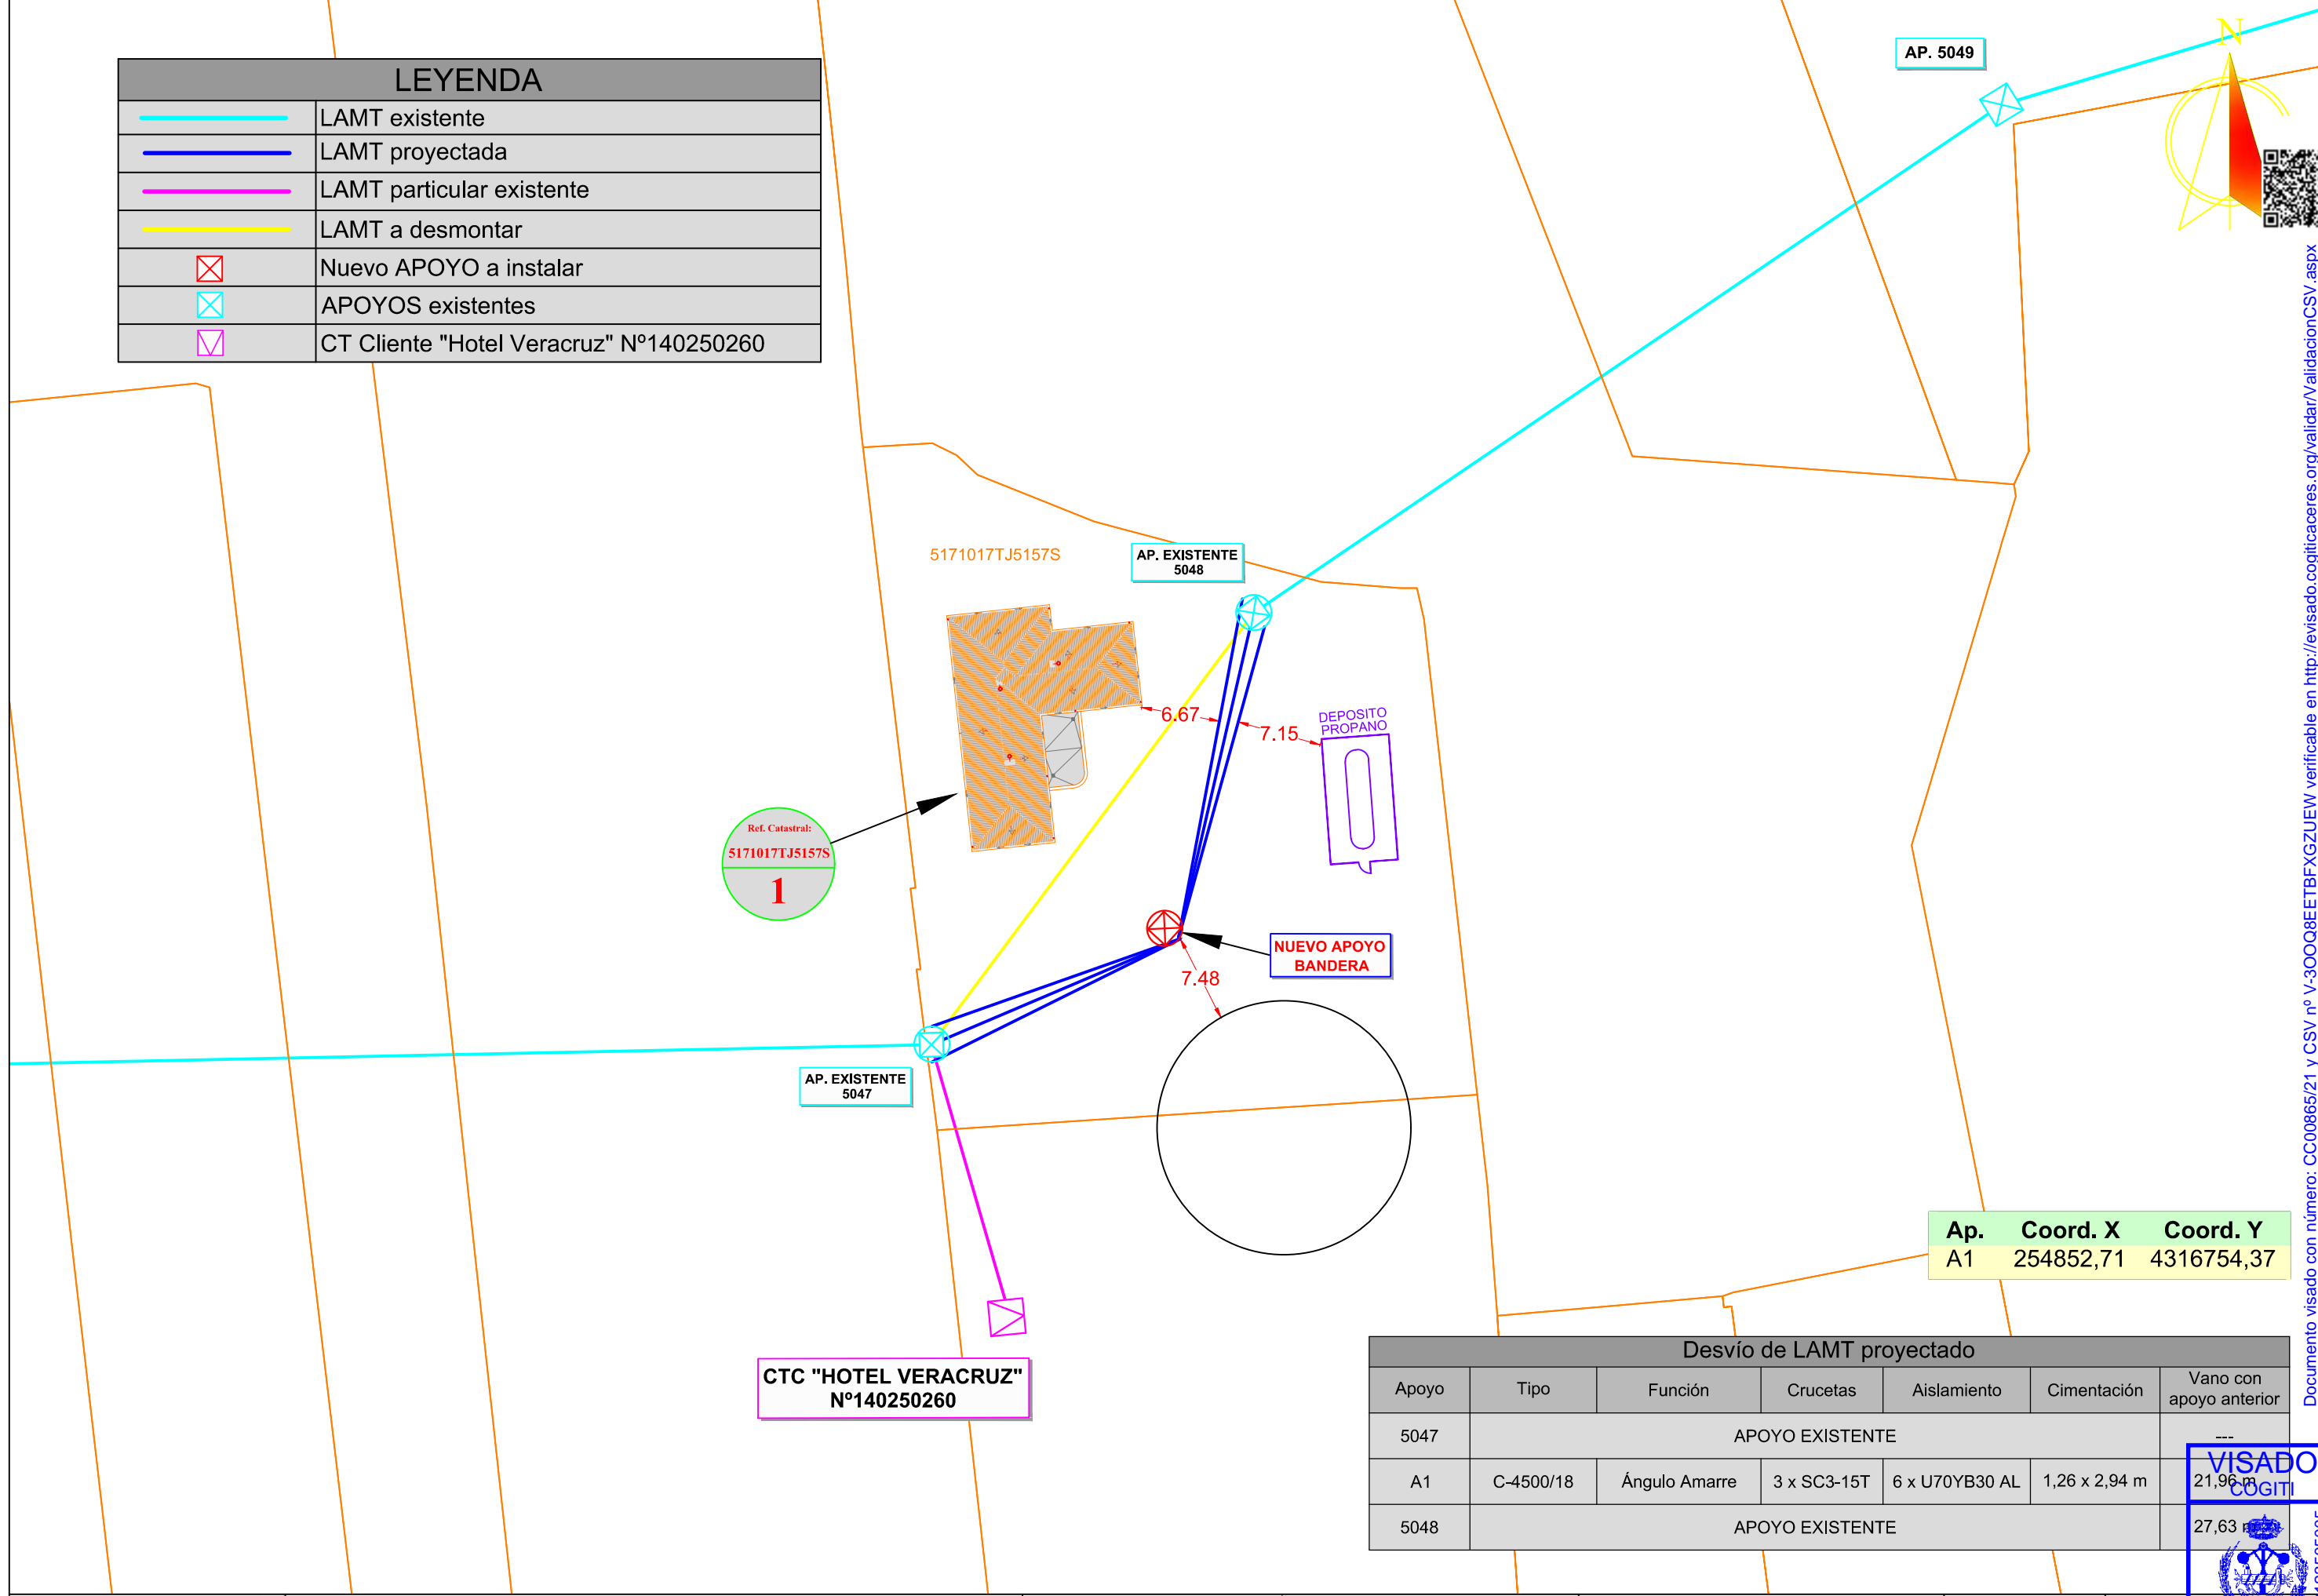 LEYENDA
LAMT existente
LAMT proyectada
LAMT particular existente
LAMT a desmontar
Nuevo APOYO a instalar
APOYOS existentes
CT Cliente "Hotel Veracruz" Nº140250260
AP. 5049
N
5171017TJ5157S
AP. EXISTENTE
5048
6.67
7.15
DEPOSITO
PROPANO
Ref. Catastral:
5171017TJ5157S
1
NUEVO APOYO
BANDERA
7.48
AP. EXISTENTE
5047
CTC "HOTEL VERACRUZ"
Nº140250260
Ap. Coord. X Coord. Y
A1 254852,71 4316754,37
Desvío de LAMT proyectado
Apoyo Tipo Función Crucetas Aislamiento Cimentación Vano con apoyo anterior
5047 APOYO EXISTENTE ---
A1 C-4500/18 Ángulo Amarre 3 x SC3-15T 6 x U70YB30 AL 1,26 x 2,94 m 21,96 m
5048 APOYO EXISTENTE 27,63 m
Documento visado con número: CC00865/21 y CSV nº V-3OOQ8EETBFXGZUEW verificable en http://evisado.cogiticaceres.org/validar/ValidacionCSV.aspx
VISADO
COGITI